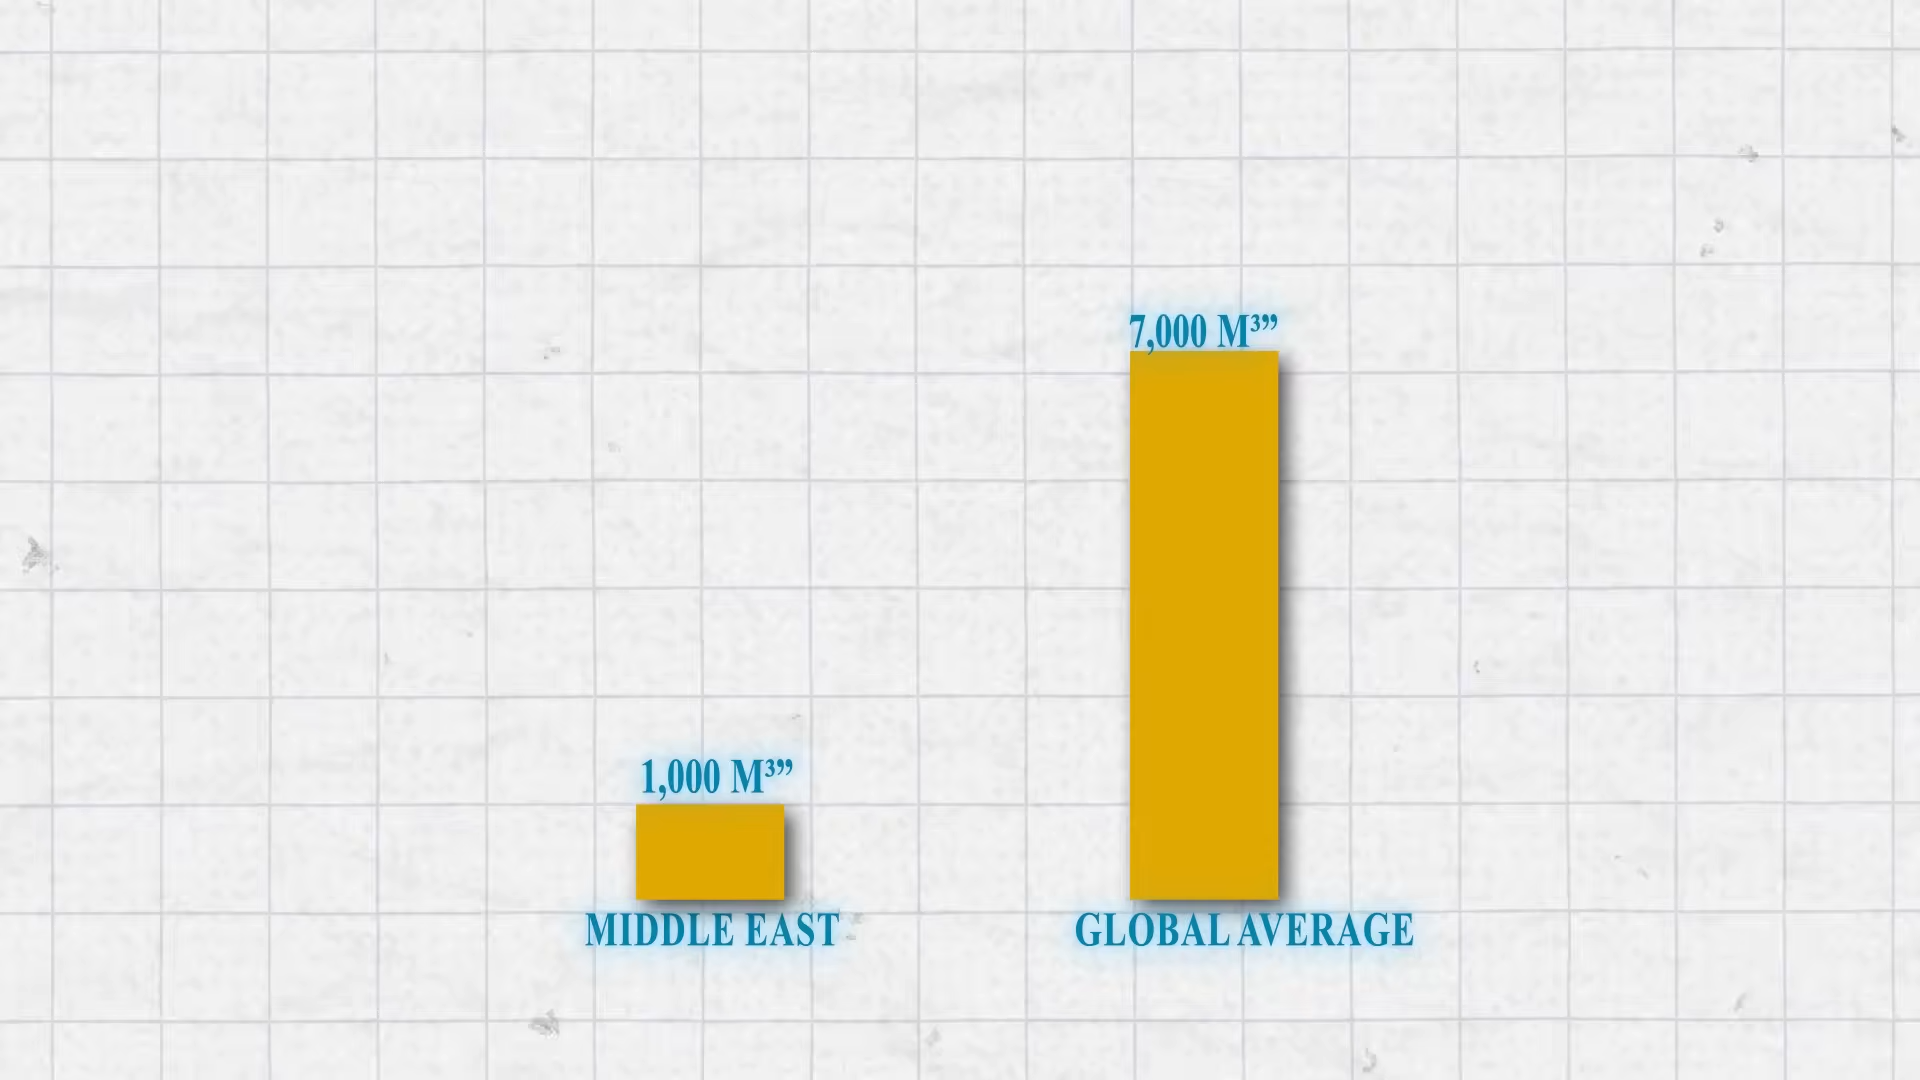 7,000 M³”
1,000 M³”
MIDDLE EAST
GLOBAL AVERAGE